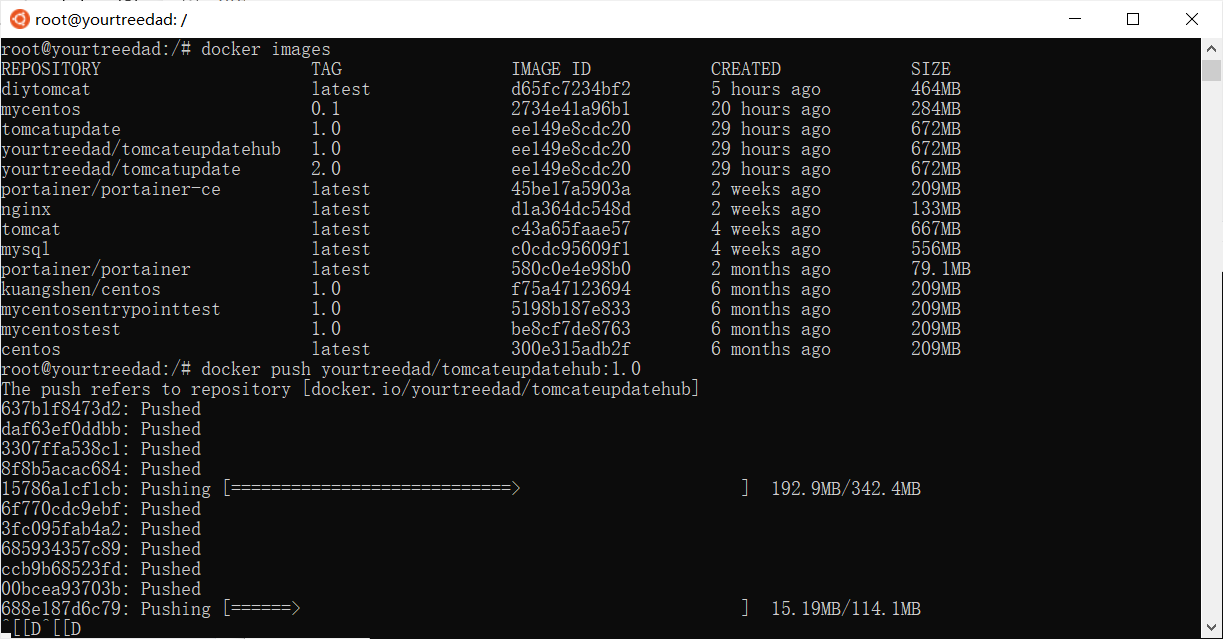 root@yourtreedad: /
root@yourtreedad:/# docker images
REPOSITORY TAG IMAGE ID CREATED SIZE
diytomcat latest d65fc7234bf2 5 hours ago 464MB
mycentos 0.1 2734e41a96b1 20 hours ago 284MB
tomcatupdate 1.0 ee149e8cdc20 29 hours ago 672MB
yourtreedad/tomcateupdatehub 1.0 ee149e8cdc20 29 hours ago 672MB
yourtreedad/tomcatupdate 2.0 ee149e8cdc20 29 hours ago 672MB
portainer/portainer-ce latest 45be17a5903a 2 weeks ago 209MB
nginx latest d1a364dc548d 2 weeks ago 133MB
tomcat latest c43a65faae57 4 weeks ago 667MB
mysql latest c0cdc95609f1 4 weeks ago 556MB
portainer/portainer latest 580c0e4e98b0 2 months ago 79.1MB
kuangshen/centos 1.0 f75a47123694 6 months ago 209MB
mycentosentrypointtest 1.0 5198b187e833 6 months ago 209MB
mycentostest 1.0 be8cf7de8763 6 months ago 209MB
centos latest 300e315adb2f 6 months ago 209MB
root@yourtreedad:/# docker push yourtreedad/tomcateupdatehub:1.0
The push refers to repository [docker.io/yourtreedad/tomcateupdatehub]
637b1f8473d2: Pushed
daf63ef0ddbb: Pushed
3307ffa538c1: Pushed
8f8b5acac684: Pushed
15786a1cf1cb: Pushing [============================> ] 192.9MB/342.4MB
6f770cdc9ebf: Pushed
3fc095fab4a2: Pushed
685934357c89: Pushed
ccb9b68523fd: Pushed
00bcea93703b: Pushed
688e187d6c79: Pushing [======> ] 15.19MB/114.1MB
^[[D^[[D